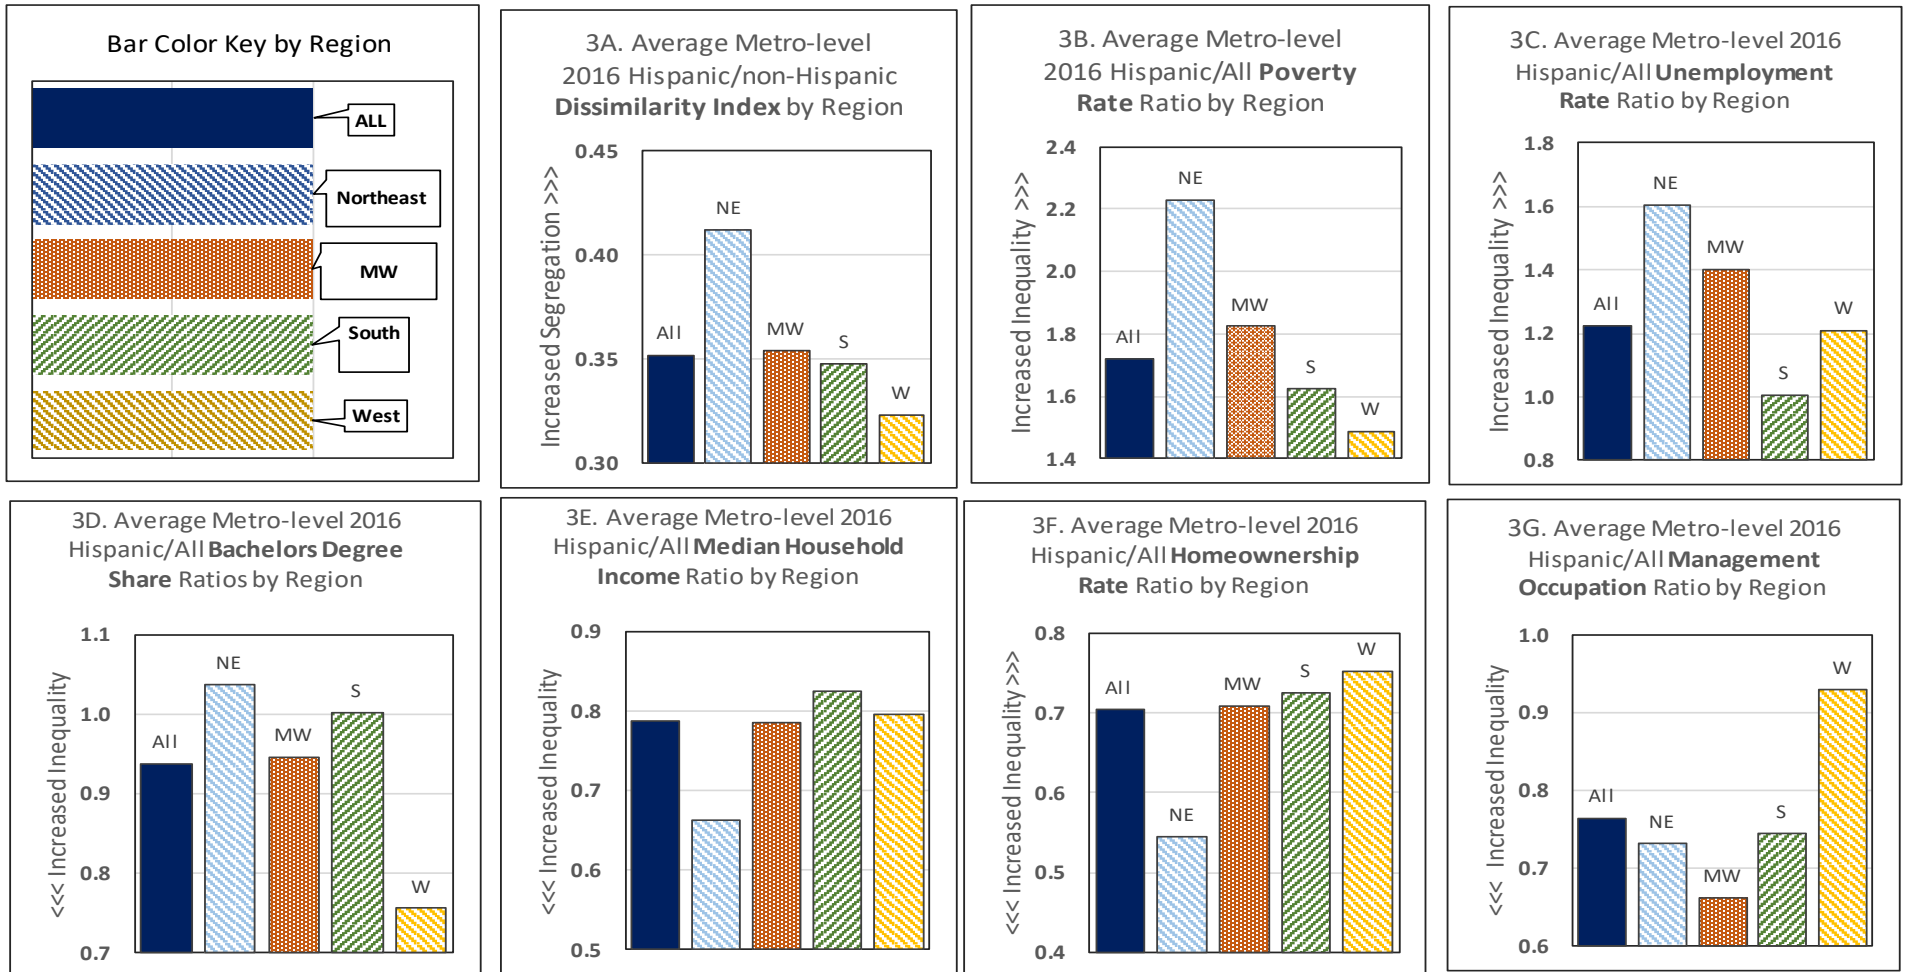 Bar Color Key by Region
ALL
Northeast
MW
South
West
3A. Average Metro-level
2016 Hispanic/non-Hispanic
Dissimilarity Index by Region
Increased Segregation >>>
0.45
0.40
0.35
0.30
All
NE
MW
S
W
3B. Average Metro-level
2016 Hispanic/All Poverty
Rate Ratio by Region
Increased Inequality >>>
2.4
2.2
2.0
1.8
1.6
1.4
All
NE
MW
S
W
3C. Average Metro-level 2016
Hispanic/All Unemployment
Rate Ratio by Region
Increased Inequality >>>
1.8
1.6
1.4
1.2
1.0
0.8
All
NE
MW
S
W
3D. Average Metro-level 2016
Hispanic/All Bachelors Degree
Share Ratios by Region
<<< Increased Inequality
1.1
1.0
0.9
0.8
0.7
All
NE
MW
S
W
3E. Average Metro-level 2016
Hispanic/All Median Household
Income Ratio by Region
<<< Increased Inequality
0.9
0.8
0.7
0.6
0.5
3F. Average Metro-level 2016
Hispanic/All Homeownership
Rate Ratio by Region
<<< Increased Inequality >>>
0.8
0.7
0.6
0.5
0.4
All
NE
MW
S
W
3G. Average Metro-level 2016
Hispanic/All Management
Occupation Ratio by Region
<<< Increased Inequality
1.0
0.9
0.8
0.7
0.6
All
NE
MW
S
W